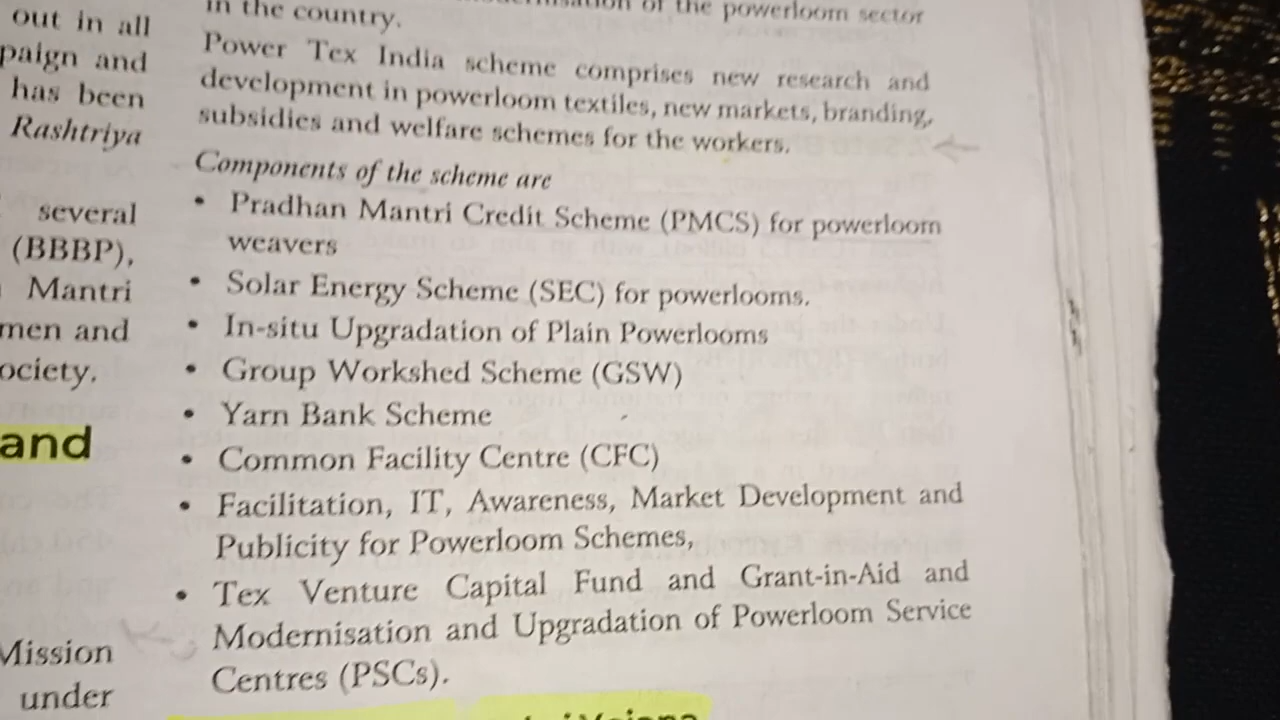 out in all
paign and
has been
Rashtriya
several
(BBBP),
Mantri
men and
ociety.
and
Mission
under
of the powerloom sector
in the country.
Power Tex India scheme comprises new research and
development in powerloom textiles, new markets, branding,
subsidies and welfare schemes for the workers.
Components of the scheme are
• Pradhan Mantri Credit Scheme (PMCS) for powerloom
weavers
• Solar Energy Scheme (SEC) for powerlooms.
• In-situ Upgradation of Plain Powerlooms
• Group Workshed Scheme (GSW)
• Yarn Bank Scheme
• Common Facility Centre (CFC)
• Facilitation, IT, Awareness, Market Development and
Publicity for Powerloom Schemes,
• Tex Venture Capital Fund and Grant-in-Aid and
Modernisation and Upgradation of Powerloom Service
Centres (PSCs).